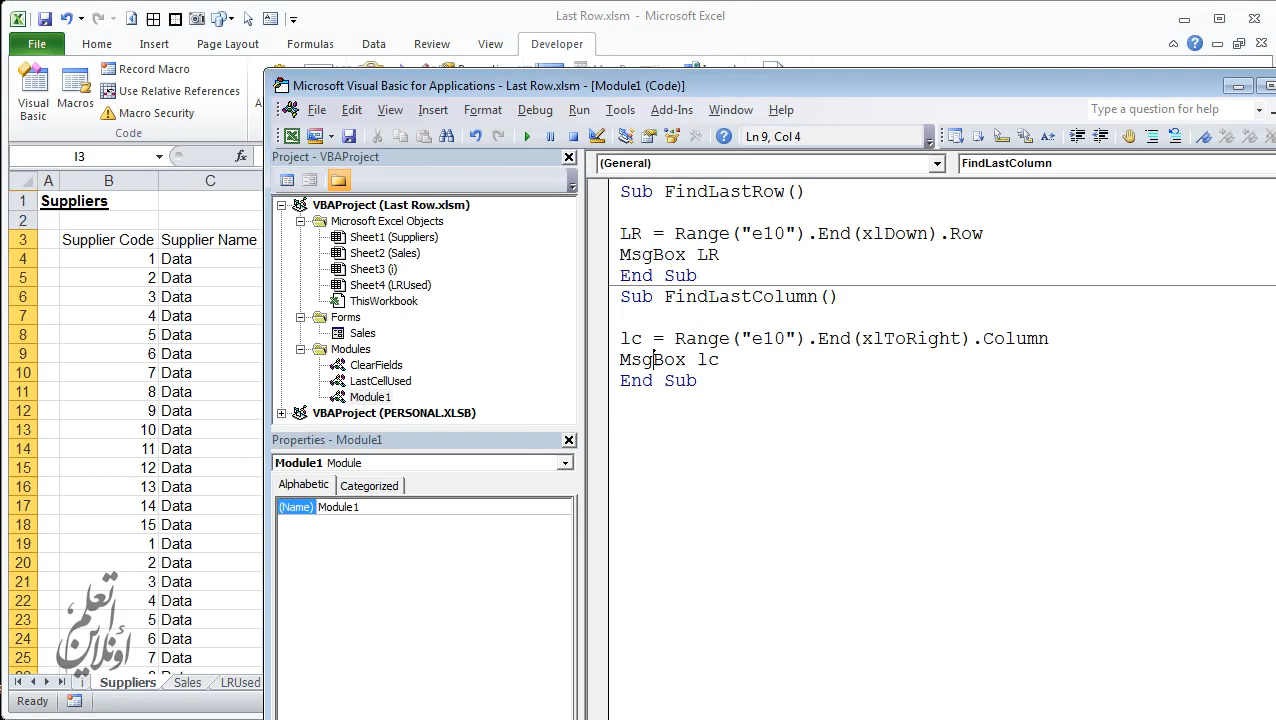 Last Row.xlsm - Microsoft Excel
File Home Insert Page Layout Formulas Data Review View Developer
Visual Basic
Macros
Record Macro
Use Relative References
Macro Security
Code
I3
fx
A B C
1 Suppliers
2
3 Supplier Code Supplier Name
4 1 Data
5 2 Data
6 3 Data
7 4 Data
8 5 Data
9 6 Data
10 7 Data
11 8 Data
12 9 Data
13 10 Data
14 11 Data
15 12 Data
16 13 Data
17 14 Data
18 15 Data
19 1 Data
20 2 Data
21 3 Data
22 4 Data
23 5 Data
24 6 Data
25 7 Data
i Suppliers Sales LRUsed
Ready
Microsoft Visual Basic for Applications - Last Row.xlsm - [Module1 (Code)]
File Edit View Insert Format Debug Run Tools Add-Ins Window Help
Type a question for help
Ln 9, Col 4
Project - VBAProject
VBAProject (Last Row.xlsm)
Microsoft Excel Objects
Sheet1 (Suppliers)
Sheet2 (Sales)
Sheet3 (i)
Sheet4 (LRUsed)
ThisWorkbook
Forms
Sales
Modules
ClearFields
LastCellUsed
Module1
VBAProject (PERSONAL.XLSB)
Properties - Module1
Module1 Module
Alphabetic Categorized
(Name) Module1
(General)
FindLastColumn
Sub FindLastRow()
LR = Range("e10").End(xlDown).Row
MsgBox LR
End Sub
Sub FindLastColumn()
lc = Range("e10").End(xlToRight).Column
MsgBox lc
End Sub
أتعلم
أونلاين